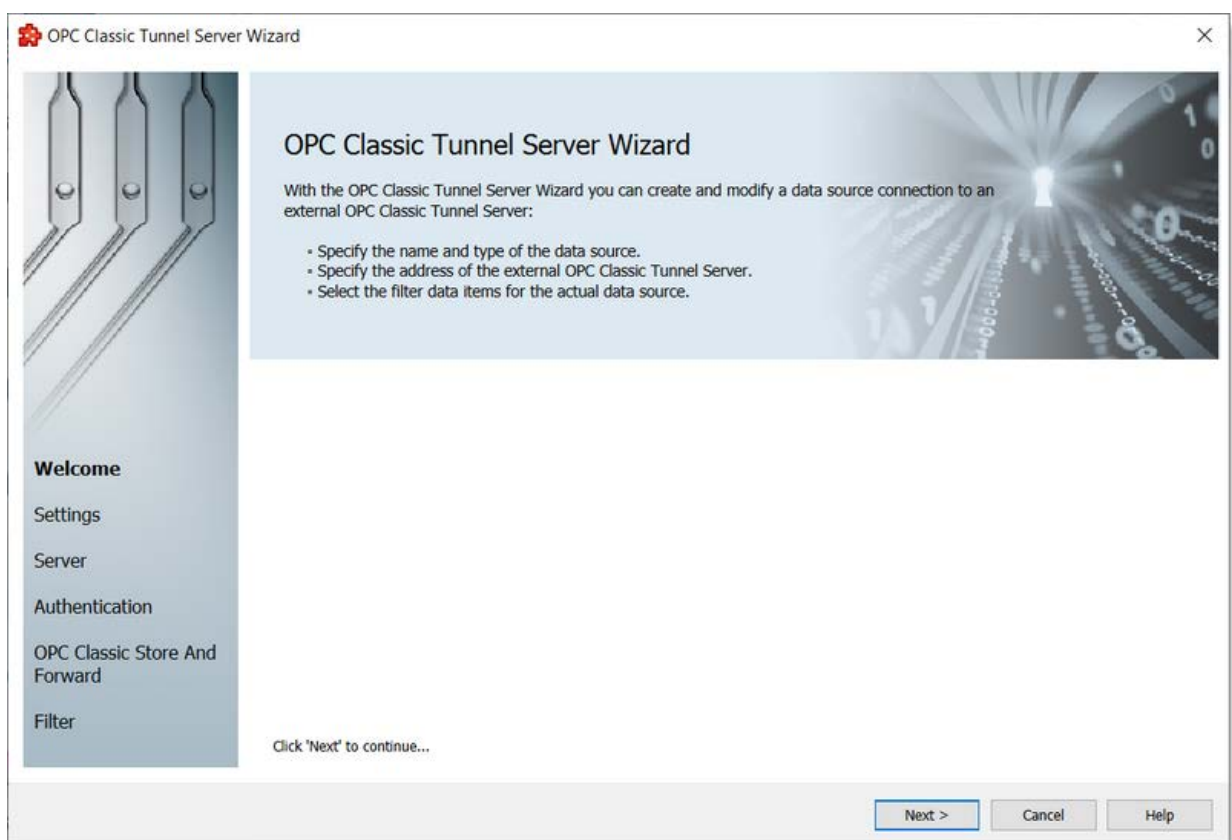 OPC Classic Tunnel Server Wizard
OPC Classic Tunnel Server Wizard
With the OPC Classic Tunnel Server Wizard you can create and modify a data source connection to an
external OPC Classic Tunnel Server:
• Specify the name and type of the data source.
• Specify the address of the external OPC Classic Tunnel Server.
• Select the filter data items for the actual data source.
Welcome
Settings
Server
Authentication
OPC Classic Store And
Forward
Filter
Click 'Next' to continue...
Next >
Cancel
Help